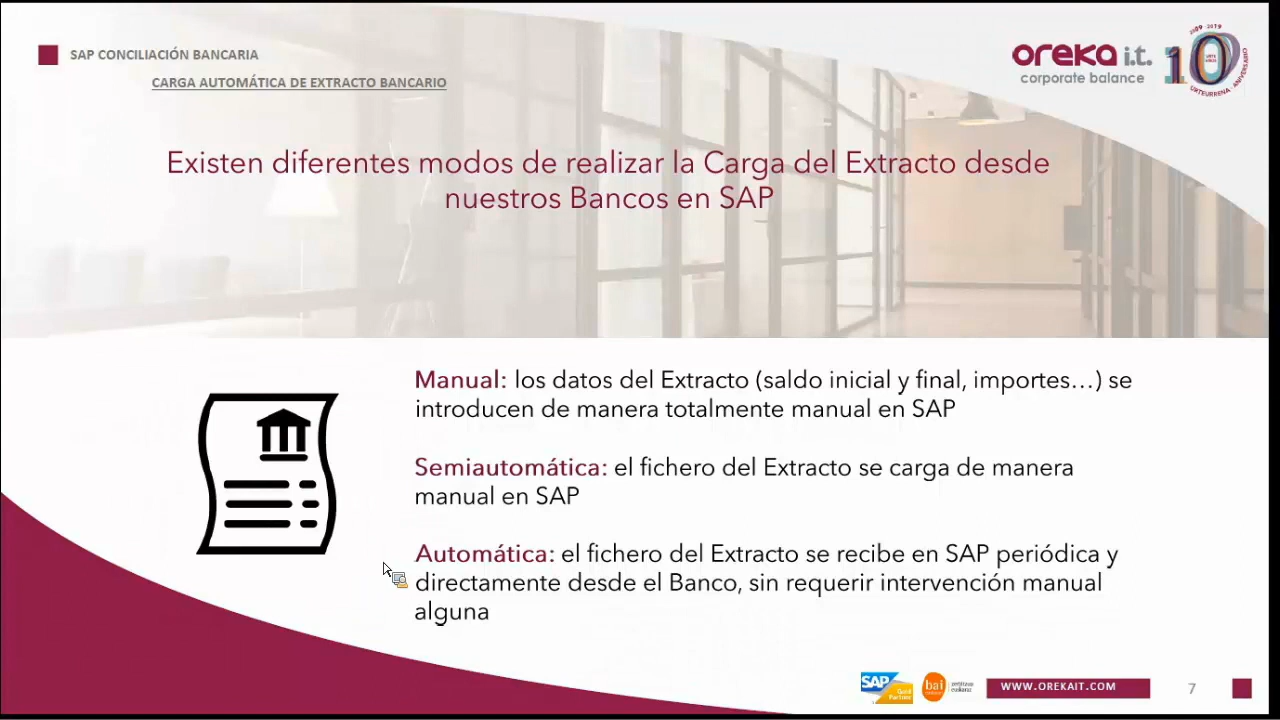 SAP CONCILIACIÓN BANCARIA
CARGA AUTOMÁTICA DE EXTRACTO BANCARIO
oreka i.t.
corporate balance
2009 - 2019
10
URTEURRENA - ANIVERSARIO
Existen diferentes modos de realizar la Carga del Extracto desde
nuestros Bancos en SAP
Manual: los datos del Extracto (saldo inicial y final, importes...) se
introducen de manera totalmente manual en SAP
Semiautomática: el fichero del Extracto se carga de manera
manual en SAP
Automática: el fichero del Extracto se recibe en SAP periódica y
directamente desde el Banco, sin requerir intervención manual
alguna
SAP
bai
WWW.OREKAIT.COM
7